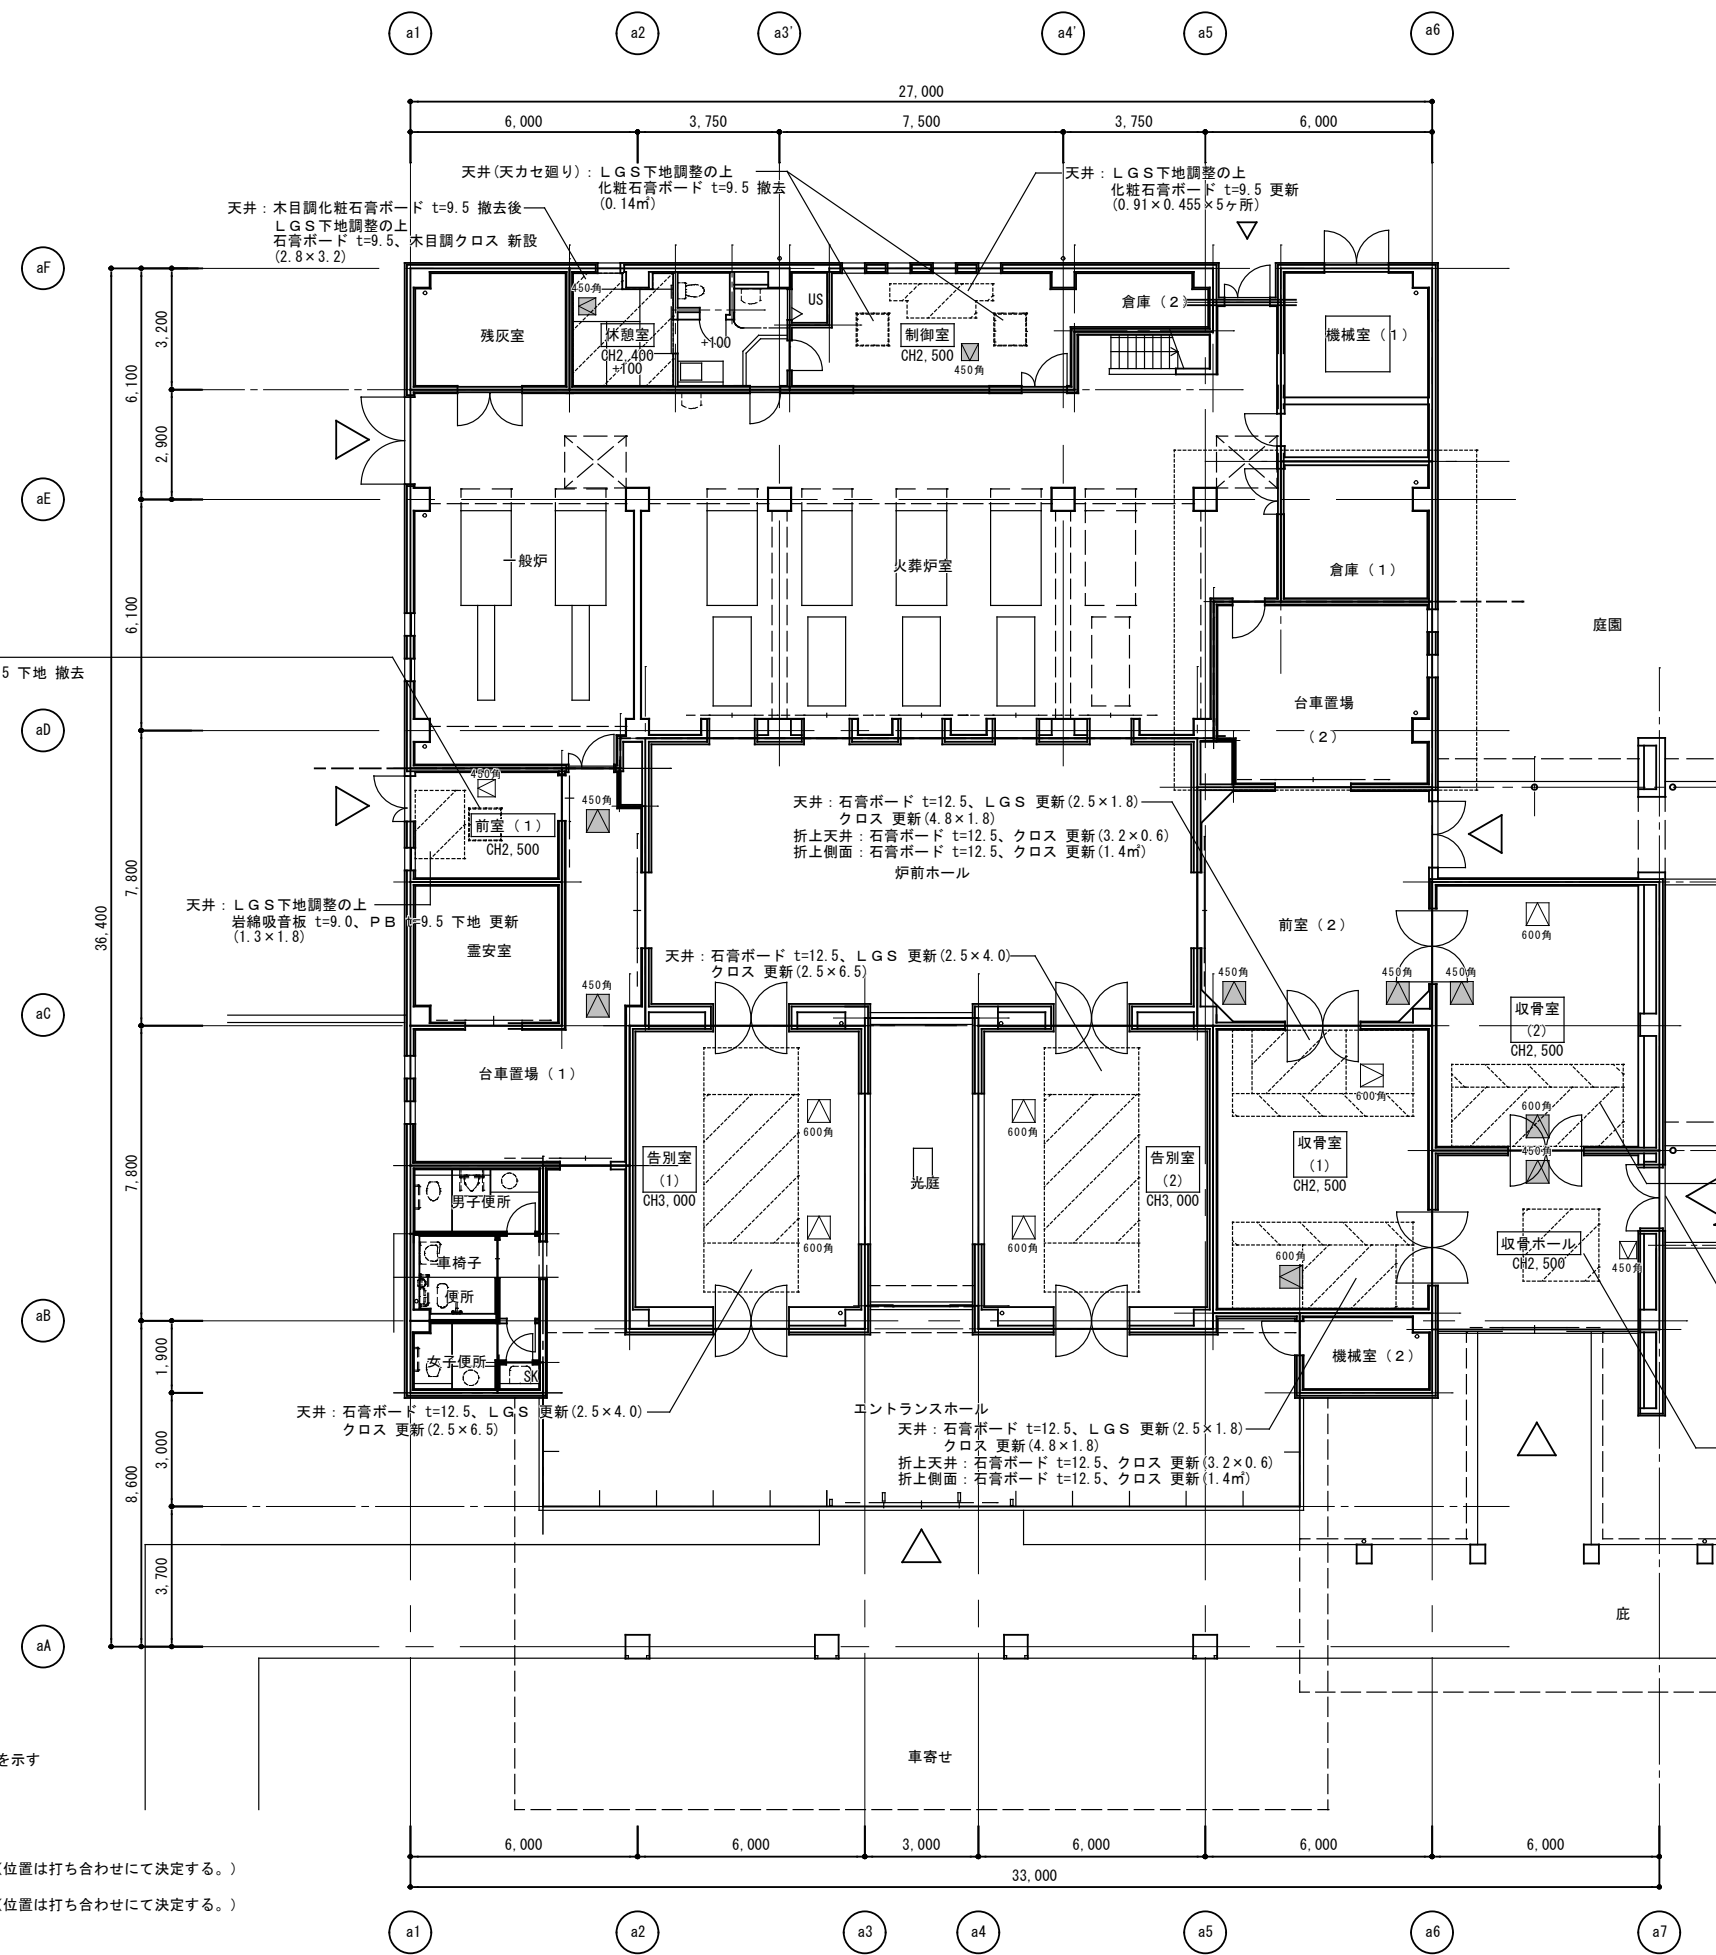 a1
a2
a3'
a4'
a5
a6
27,000
6,000
3,750
7,500
3,750
6,000
天井(天カセ廻り)：ＬＧＳ下地調整の上
化粧石膏ボード t=9.5 撤去
(0.14㎡)
天井：ＬＧＳ下地調整の上
化粧石膏ボード t=9.5 更新
(0.91×0.455×5ヶ所)
天井：木目調化粧石膏ボード t=9.5 撤去後
ＬＧＳ下地調整の上
石膏ボード t=9.5、木目調クロス 新設
(2.8×3.2)
aF
3,200
6,100
2,900
残灰室
450角
休憩室
CH2,400
+100
+100
US
制御室
CH2,500
450角
倉庫（２）
機械室（１）
aE
一般炉
火葬炉室
倉庫（１）
6,100
庭園
5 下地 撤去
台車置場
（２）
aD
450角
前室（１）
CH2,500
450角
天井：石膏ボード t=12.5、ＬＧＳ 更新(2.5×1.8)
クロス 更新(4.8×1.8)
折上天井：石膏ボード t=12.5、クロス 更新(3.2×0.6)
折上側面：石膏ボード t=12.5、クロス 更新(1.4㎡)
炉前ホール
7,800
36,400
天井：ＬＧＳ下地調整の上
岩綿吸音板 t=9.0、ＰＢ t=9.5 下地 更新
(1.3×1.8)
霊安室
前室（２）
600角
天井：石膏ボード t=12.5、ＬＧＳ 更新(2.5×4.0)
クロス 更新(2.5×6.5)
450角
450角
450角
450角
aC
収骨室
(2)
CH2,500
台車置場（１）
600角
600角
600角
600角
450角
7,800
告別室
(1)
CH3,000
光庭
告別室
(2)
CH3,000
収骨室
(1)
CH2,500
男子便所
600角
600角
600角
収骨ホール
CH2,500
450角
車椅子
便所
aB
1,900
女子便所
SK
機械室（２）
天井：石膏ボード t=12.5、ＬＧＳ 更新(2.5×4.0)
クロス 更新(2.5×6.5)
エントランスホール
天井：石膏ボード t=12.5、ＬＧＳ 更新(2.5×1.8)
クロス 更新(4.8×1.8)
折上天井：石膏ボード t=12.5、クロス 更新(3.2×0.6)
折上側面：石膏ボード t=12.5、クロス 更新(1.4㎡)
3,000
8,600
3,700
庇
aA
を示す
車寄せ
6,000
6,000
3,000
6,000
6,000
6,000
(位置は打ち合わせにて決定する。)
33,000
(位置は打ち合わせにて決定する。)
a1
a2
a3
a4
a5
a6
a7